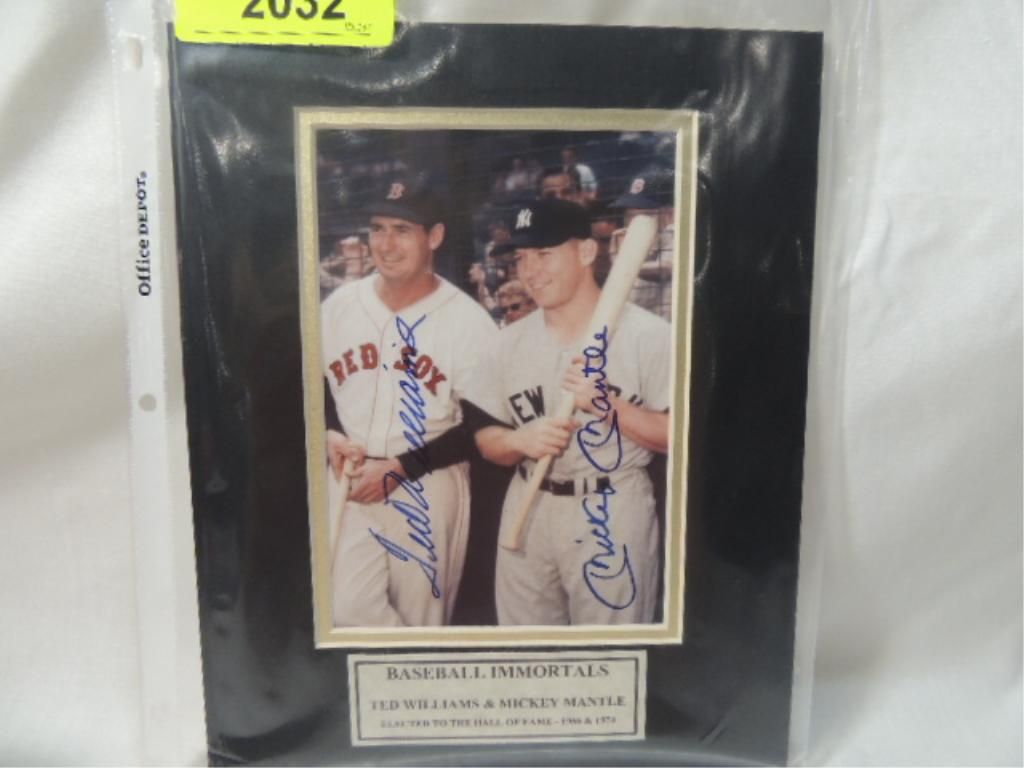 2032
Office DEPOT.
B
NY
B
RED SOX
NEW
Ted Williams
Mickey Mantle
BASEBALL IMMORTALS
TED WILLIAMS & MICKEY MANTLE
ELECTED TO THE HALL OF FAME - 1966 & 1974